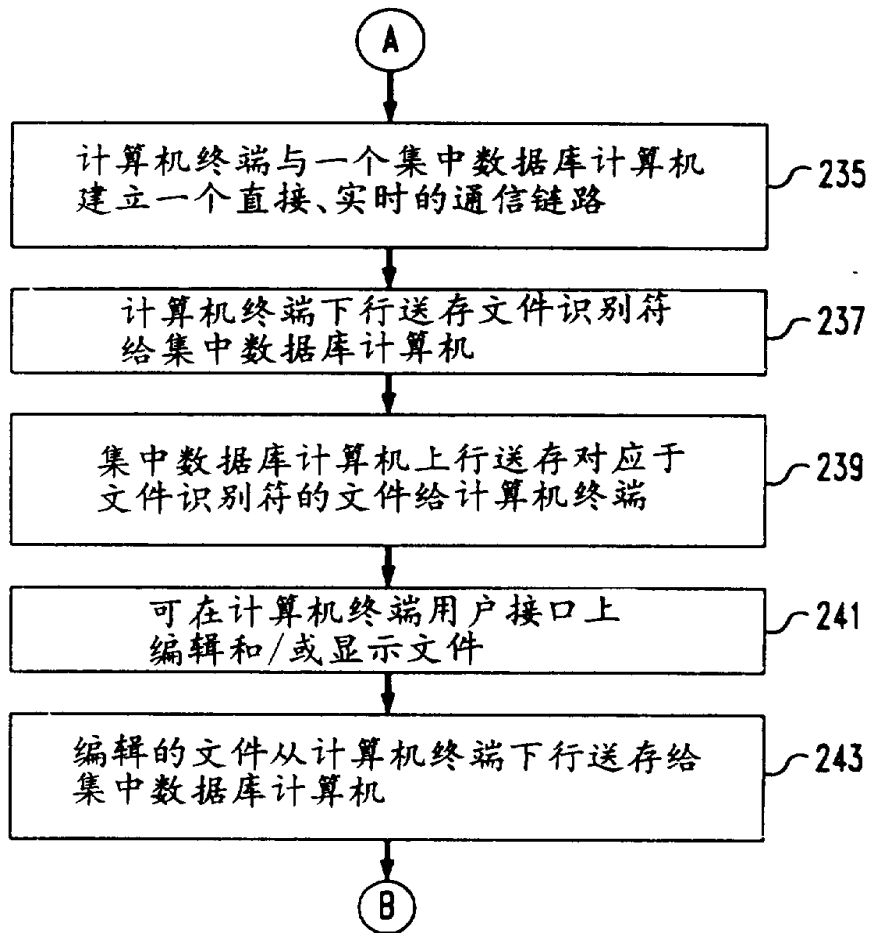 A
计算机终端与一个集中数据库计算机
建立一个直接、实时的通信链路
235
计算机终端下行送存文件识别符
给集中数据库计算机
237
集中数据库计算机上行送存对应于
文件识别符的文件给计算机终端
239
可在计算机终端用户接口上
编辑和/或显示文件
241
编辑的文件从计算机终端下行送存给
集中数据库计算机
243
B